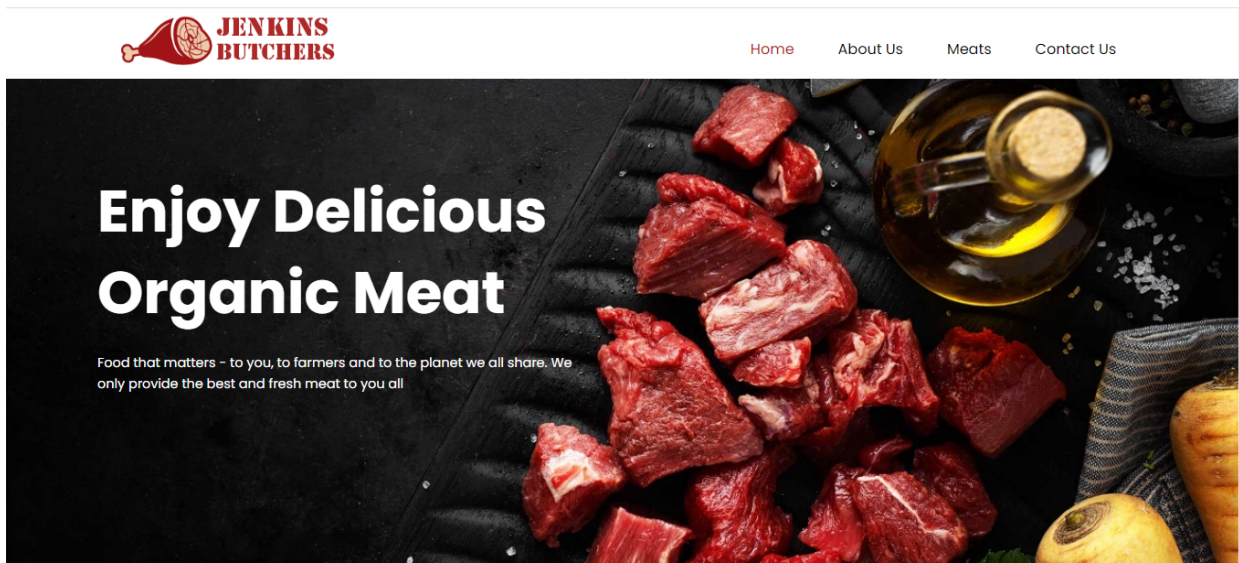 JENKINS
BUTCHERS
Home About Us Meats Contact Us
Enjoy Delicious
Organic Meat
Food that matters - to you, to farmers and to the planet we all share. We
only provide the best and fresh meat to you all